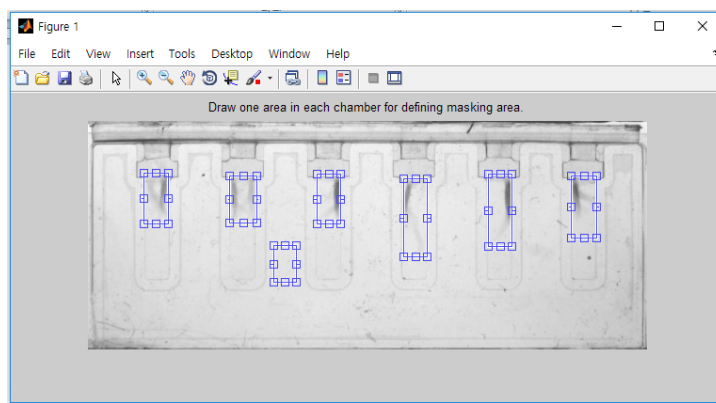 Figure 1
File Edit View Insert Tools Desktop Window Help
Draw one area in each chamber for defining masking area.